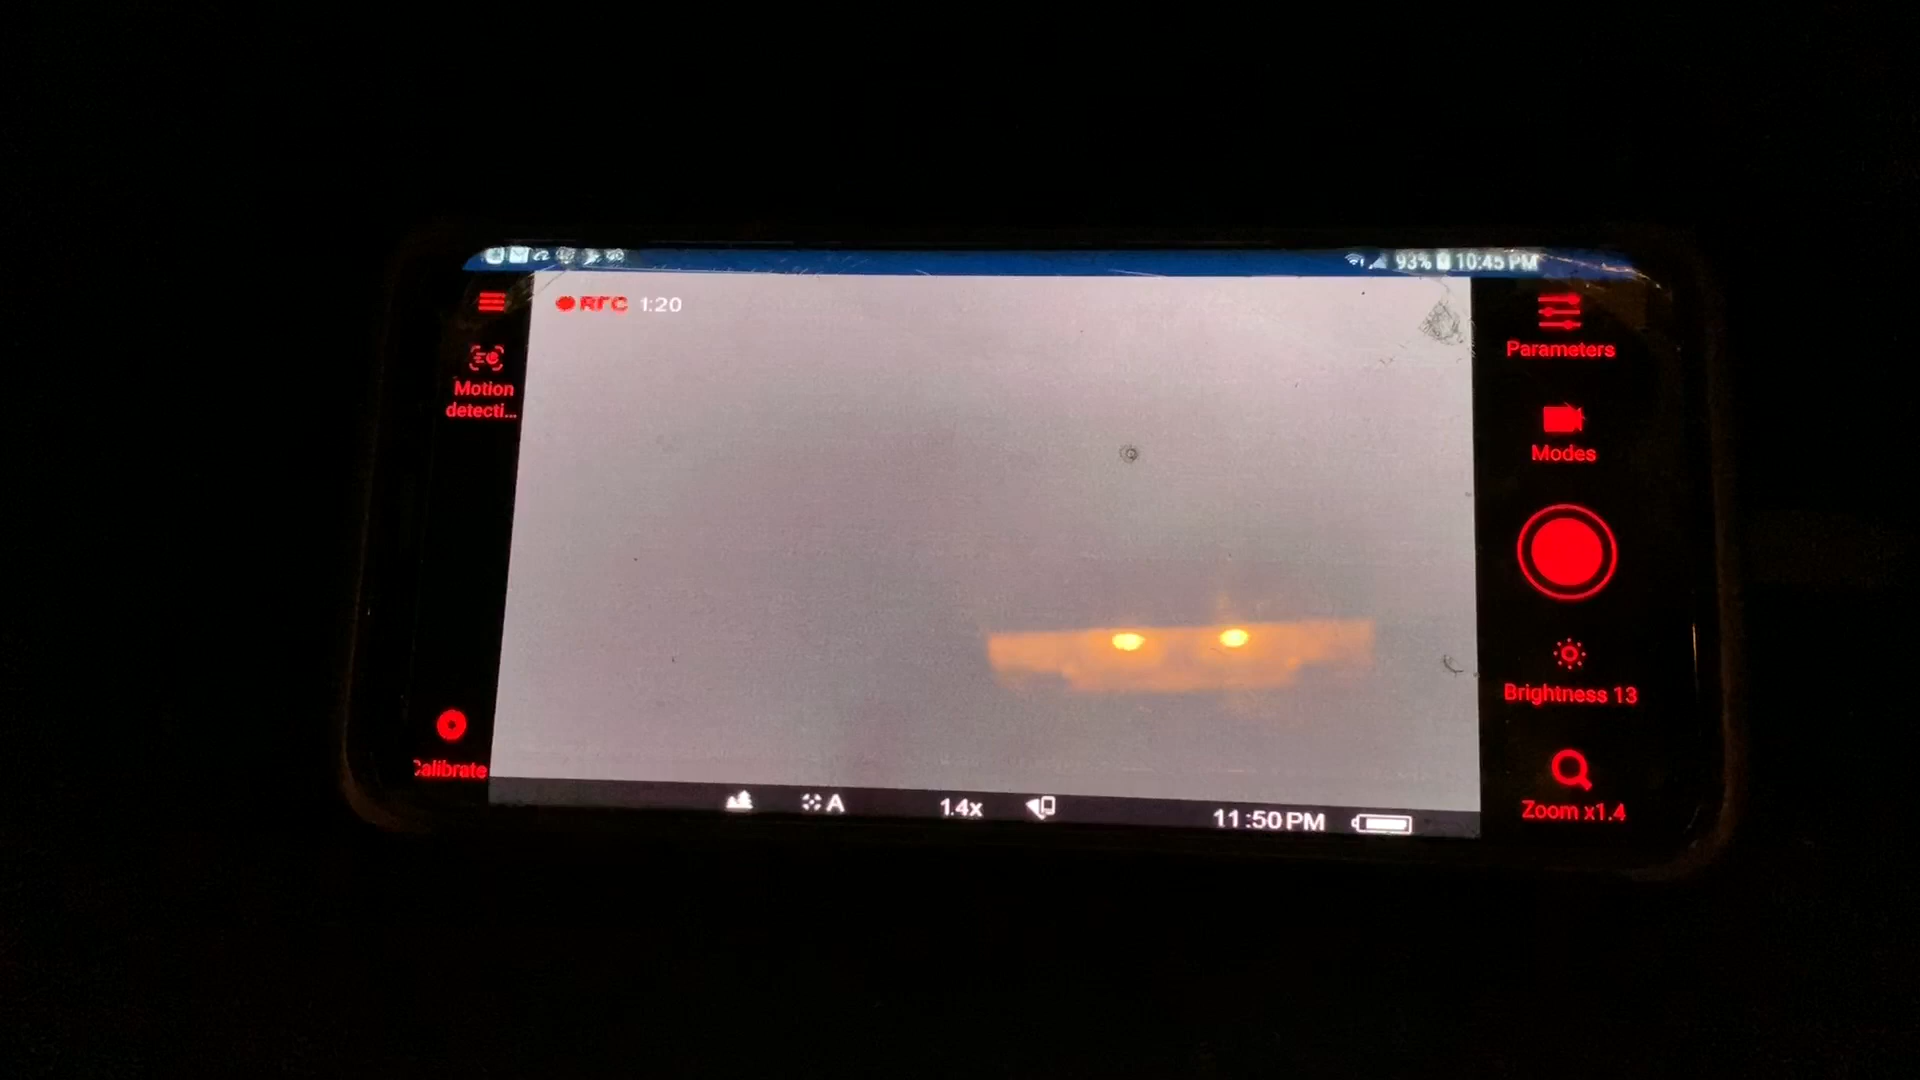 93% 10:45 PM
REC 1:20
Motion
detecti...
Parameters
Modes
Brightness 13
Calibrate
Zoom x1.4
A 1.4x 11:50 PM